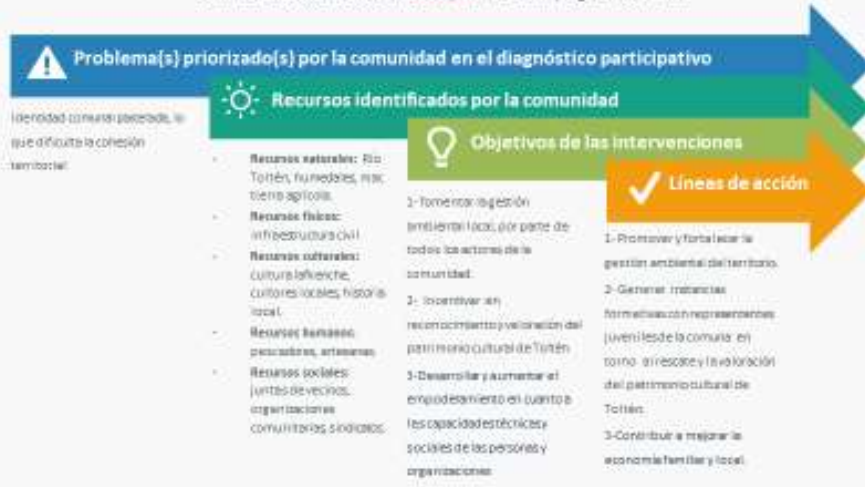 Problema(s) priorizado(s) por la comunidad en el diagnóstico participativo
Recursos identificados por la comunidad
Objetivos de las intervenciones
Líneas de acción
Identidad comunal parcelada, lo
que dificulta la cohesión
territorial
- Recursos naturales: Río
Toltén, humedales, mar,
tierra agrícola.
- Recursos físicos:
infraestructura civil
- Recursos culturales:
cultura lafkenche,
cultores locales, historia
local.
- Recursos humanos:
pescadores, artesanas
- Recursos sociales:
juntas de vecinos,
organizaciones
comunitarias, sindicatos.
1-Fomentar la gestión
ambiental local, por parte de
todos los actores de la
comunidad.
2- Incentivar en
reconocimiento y valoración del
patrimonio cultural de Toltén
3-Desarrollar y aumentar el
empoderamiento en cuanto a
las capacidades técnicas y
sociales de las personas y
organizaciones
1-Promover y fortalecer la
gestión ambiental del territorio.
2-Generar instancias
formativas con representantes
juveniles de la comuna en
torno al rescate y la valoración
del patrimonio cultural de
Toltén.
3-Contribuir a mejorar la
economía familiar y local.